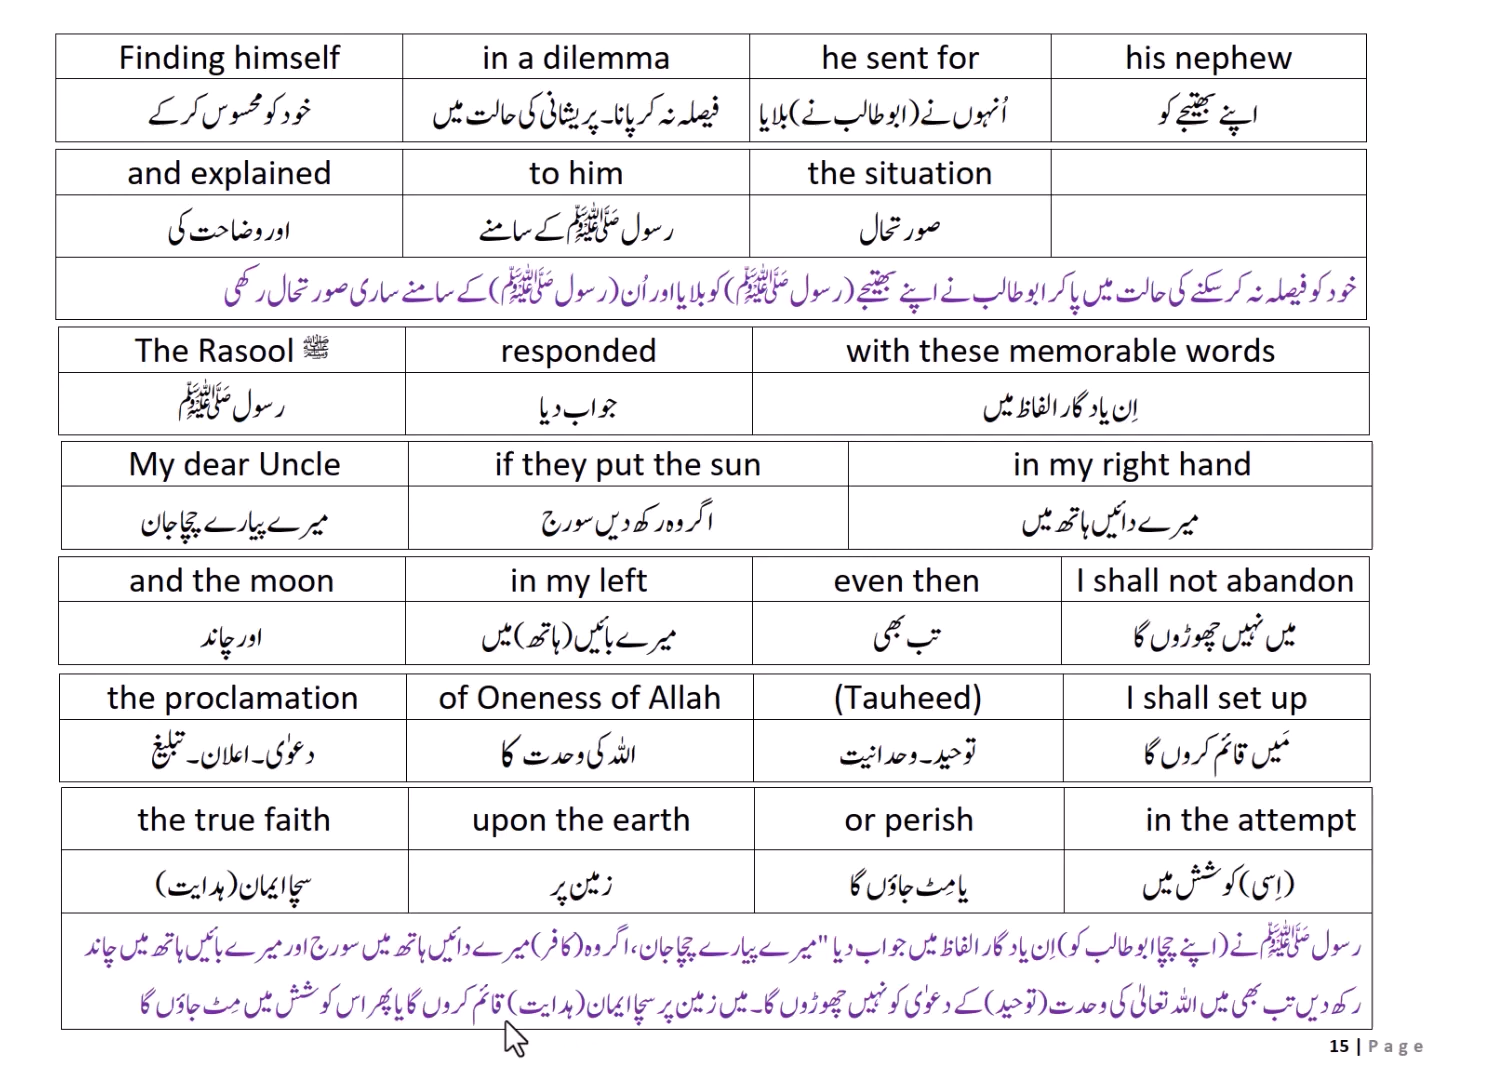 Finding himself in a dilemma he sent for his nephew
خود کو محسوس کر کے فیصلہ نہ کر پانا۔ پریشانی کی حالت میں اُنہوں نے (ابوطالب نے) بلایا اپنے بھتیجے کو
and explained to him the situation
اور وضاحت کی رسول ﷺ کے سامنے صورتحال
خود کو فیصلہ نہ کر سکنے کی حالت میں پا کر ابوطالب نے اپنے بھتیجے (رسول ﷺ) کو بلایا اور اُن (رسول ﷺ) کے سامنے ساری صورتحال رکھی
The Rasool ﷺ responded with these memorable words
رسول ﷺ جواب دیا اِن یادگار الفاظ میں
My dear Uncle if they put the sun in my right hand
میرے پیارے چچا جان اگر وہ رکھ دیں سورج میرے دائیں ہاتھ میں
and the moon in my left even then I shall not abandon
اور چاند میرے بائیں (ہاتھ) میں تب بھی میں نہیں چھوڑوں گا
the proclamation of Oneness of Allah (Tauheed) I shall set up
دعوٰی۔ اعلان۔ تبلیغ اللہ کی وحدت کا توحید۔ وحدانیت مَیں قائم کروں گا
the true faith upon the earth or perish in the attempt
سچا ایمان (ہدایت) زمین پر یا مِٹ جاؤں گا (اِسی) کوشش میں
رسول ﷺ نے (اپنے چچا ابوطالب کو) اِن یادگار الفاظ میں جواب دیا "میرے پیارے چچا جان، اگر وہ (کافر) میرے دائیں ہاتھ میں سورج اور میرے بائیں ہاتھ میں چاند
رکھ دیں تب بھی میں اللہ تعالٰی کی وحدت (توحید) کے دعوٰی کو نہیں چھوڑوں گا۔ میں زمین پر سچا ایمان (ہدایت) قائم کروں گا یا پھر اس کوشش میں مِٹ جاؤں گا
15 | Page